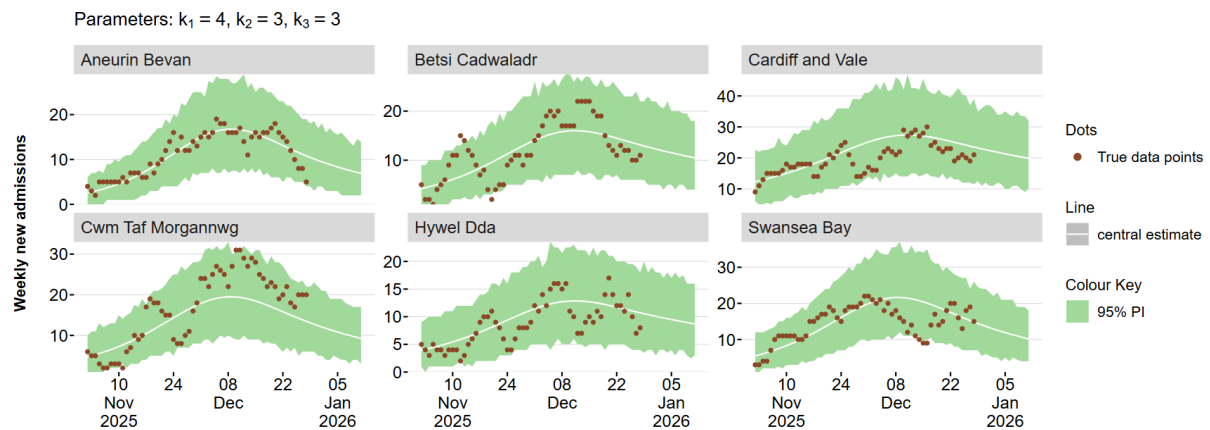 Parameters: k₁ = 4, k₂ = 3, k₃ = 3
Weekly new admissions
Aneurin Bevan
20
10
0
Betsi Cadwaladr
20
10
Cardiff and Vale
40
30
20
10
Cwm Taf Morgannwg
30
20
10
Hywel Dda
20
15
10
5
0
Swansea Bay
30
20
10
10 24 08 22 05
Nov Dec Jan
2025 2026
10 24 08 22 05
Nov Dec Jan
2025 2026
10 24 08 22 05
Nov Dec Jan
2025 2026
Dots
True data points
Line
central estimate
Colour Key
95% PI